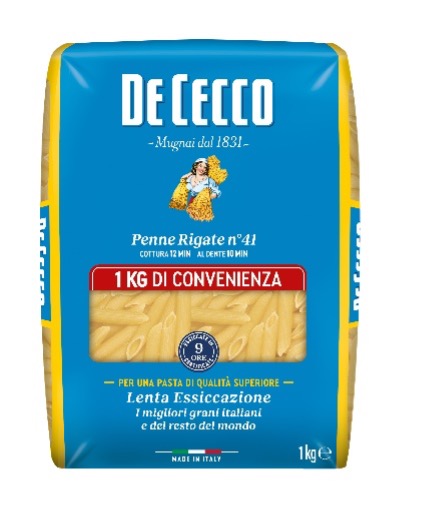 DE CECCO
- Mugnai dal 1831 -
Penne Rigate n°41
COTTURA 12 MIN AL DENTE 10 MIN
1 KG DI CONVENIENZA
DE CECCO
DE CECCO
9
ORE
PER UNA PASTA DI QUALITÀ SUPERIORE
Lenta Essiccazione
I migliori grani italiani
e del resto del mondo
MADE IN ITALY
1kg e